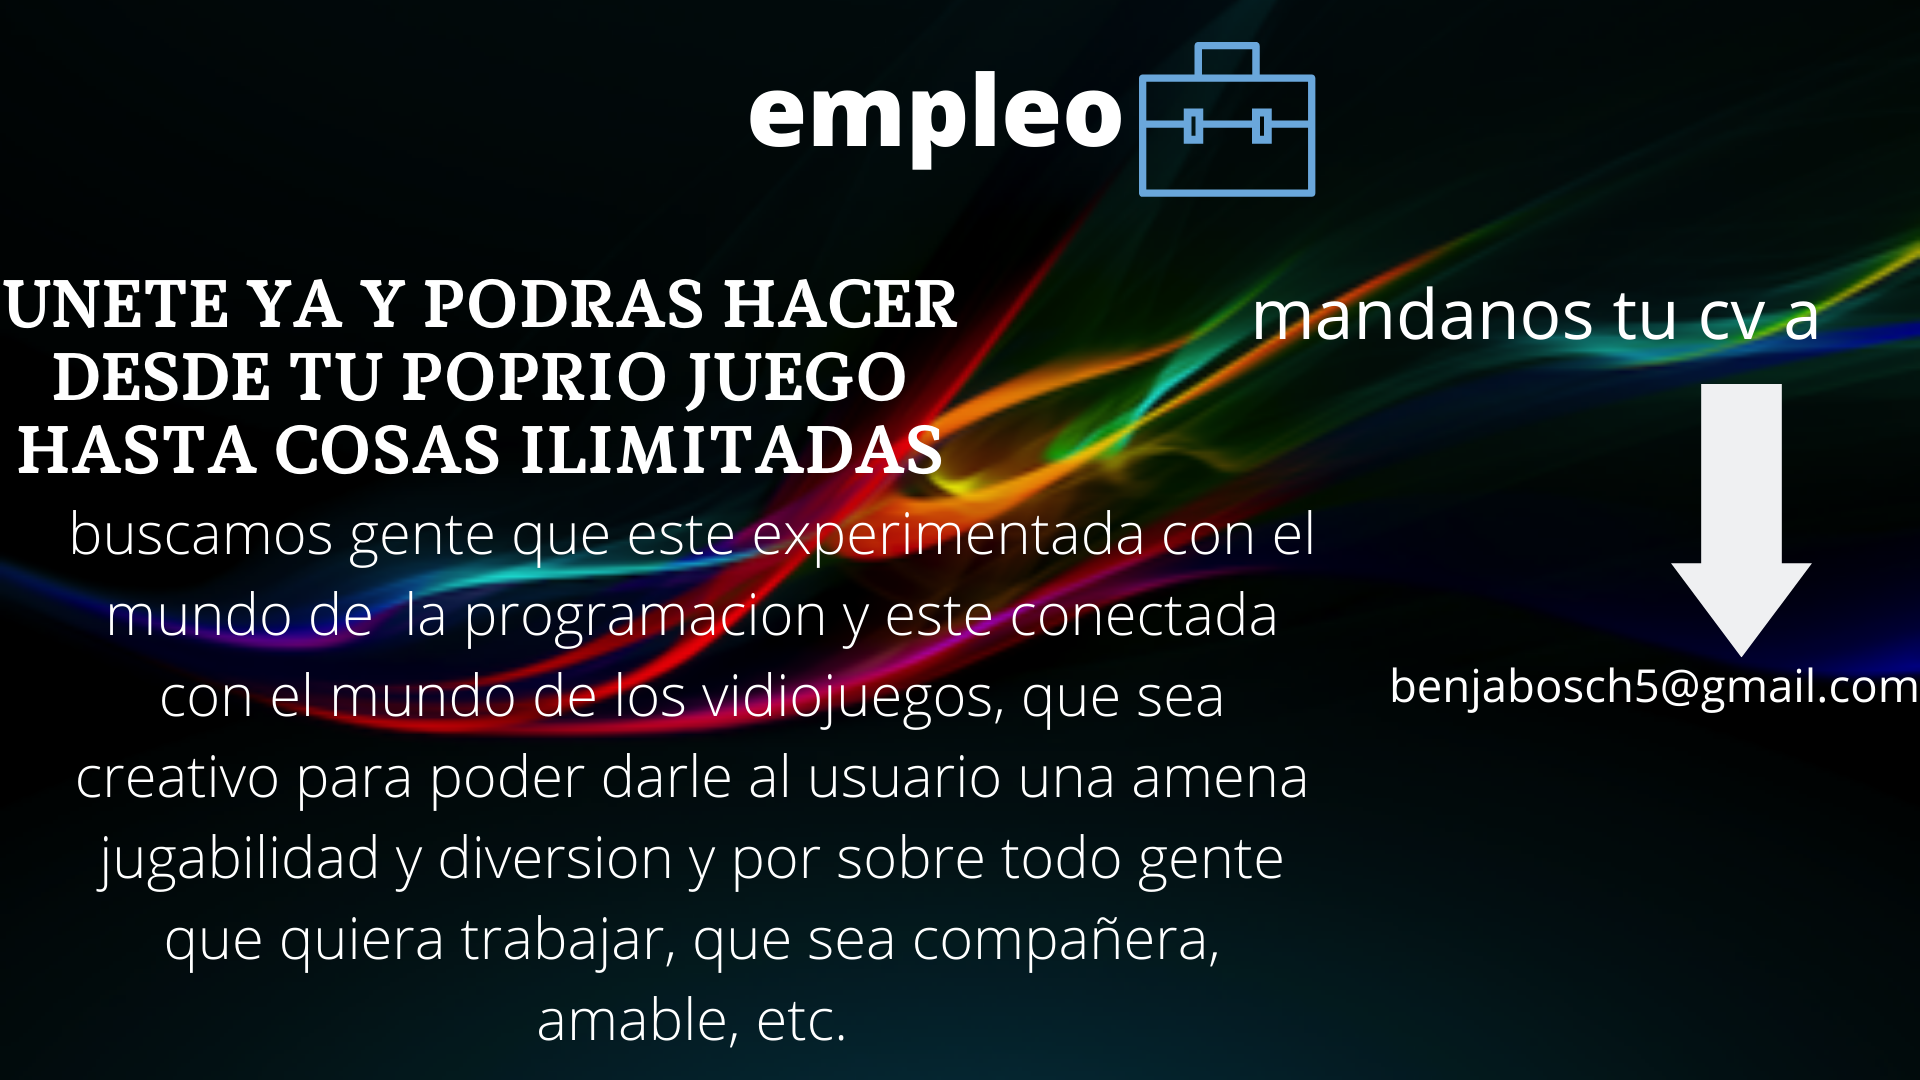 empleo
UNETE YA Y PODRAS HACER
DESDE TU POPRIO JUEGO
HASTA COSAS ILIMITADAS
buscamos gente que este experimentada con el
mundo de  la programacion y este conectada
con el mundo de los vidiojuegos, que sea
creativo para poder darle al usuario una amena
jugabilidad y diversion y por sobre todo gente
que quiera trabajar, que sea compañera,
amable, etc.
mandanos tu cv a
benjabosch5@gmail.com